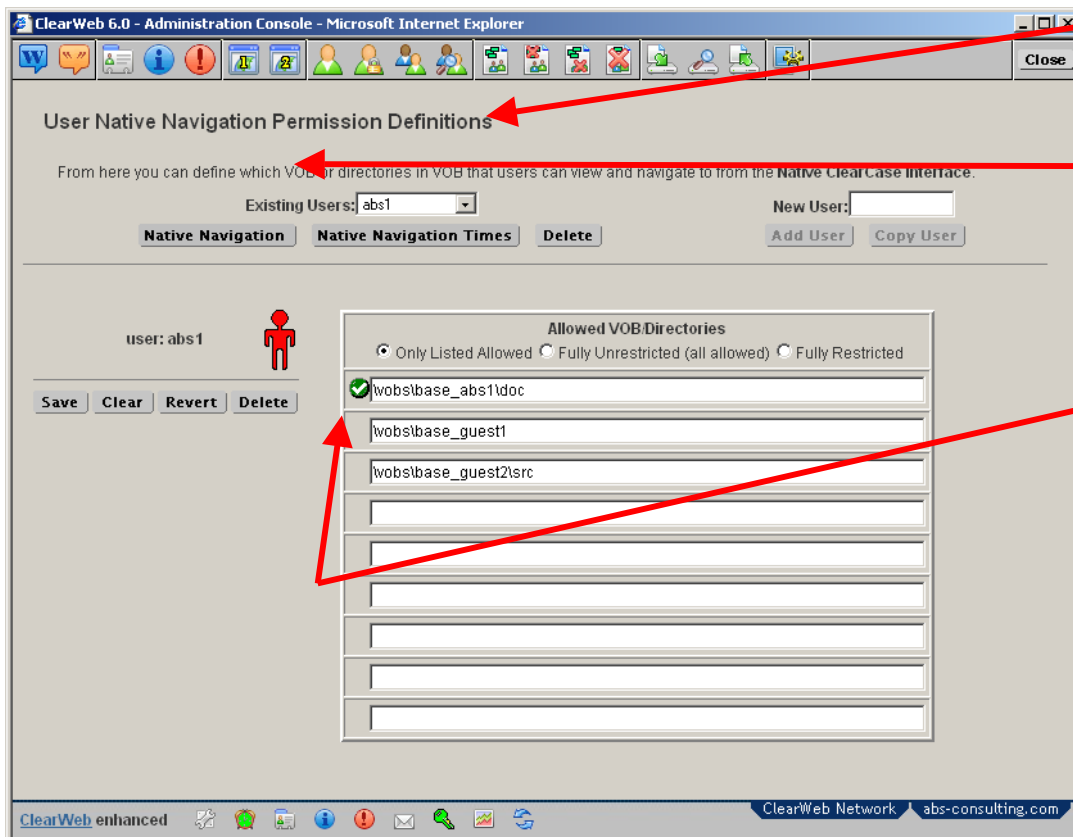 ClearWeb 6.0 - Administration Console - Microsoft Internet Explorer
W 1 2 Close
User Native Navigation Permission Definitions
From here you can define which VOB or directories in VOB that users can view and navigate to from the Native ClearCase Interface.
Existing Users: abs1 New User:
Native Navigation Native Navigation Times Delete Add User Copy User
user: abs1
Save Clear Revert Delete
Allowed VOB/Directories
Only Listed Allowed Fully Unrestricted (all allowed) Fully Restricted
\vobs\base_abs1\doc
\vobs\base_guest1
\vobs\base_guest2\src
ClearWeb enhanced ClearWeb Network abs-consulting.com